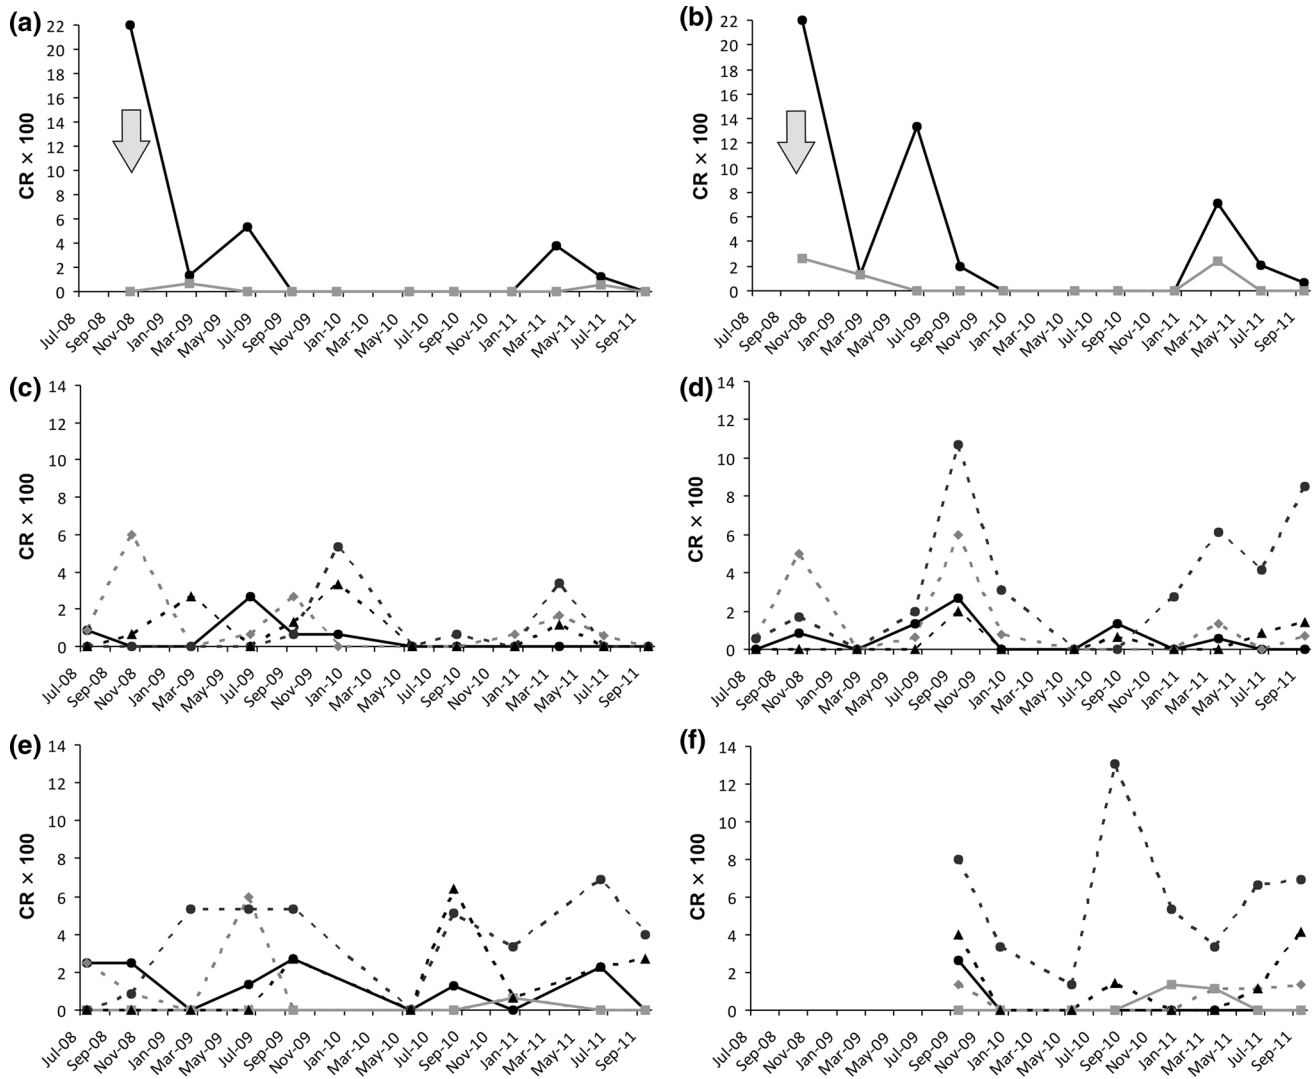 (a)
22
20
18
16
14
12
10
8
6
4
2
0
CR × 100
Jul-08
Sep-08
Nov-08
Jan-09
Mar-09
May-09
Jul-09
Sep-09
Nov-09
Jan-10
Mar-10
May-10
Jul-10
Sep-10
Nov-10
Jan-11
Mar-11
May-11
Jul-11
Sep-11
(b)
22
20
18
16
14
12
10
8
6
4
2
0
CR × 100
Jul-08
Sep-08
Nov-08
Jan-09
Mar-09
May-09
Jul-09
Sep-09
Nov-09
Jan-10
Mar-10
May-10
Jul-10
Sep-10
Nov-10
Jan-11
Mar-11
May-11
Jul-11
Sep-11
(c)
14
12
10
8
6
4
2
0
CR × 100
Jul-08
Sep-08
Nov-08
Jan-09
Mar-09
May-09
Jul-09
Sep-09
Nov-09
Jan-10
Mar-10
May-10
Jul-10
Sep-10
Nov-10
Jan-11
Mar-11
May-11
Jul-11
Sep-11
(d)
14
12
10
8
6
4
2
0
CR × 100
Jul-08
Sep-08
Nov-08
Jan-09
Mar-09
May-09
Jul-09
Sep-09
Nov-09
Jan-10
Mar-10
May-10
Jul-10
Sep-10
Nov-10
Jan-11
Mar-11
May-11
Jul-11
Sep-11
(e)
14
12
10
8
6
4
2
0
CR × 100
Jul-08
Sep-08
Nov-08
Jan-09
Mar-09
May-09
Jul-09
Sep-09
Nov-09
Jan-10
Mar-10
May-10
Jul-10
Sep-10
Nov-10
Jan-11
Mar-11
May-11
Jul-11
Sep-11
(f)
14
12
10
8
6
4
2
0
CR × 100
Jul-08
Sep-08
Nov-08
Jan-09
Mar-09
May-09
Jul-09
Sep-09
Nov-09
Jan-10
Mar-10
May-10
Jul-10
Sep-10
Nov-10
Jan-11
Mar-11
May-11
Jul-11
Sep-11